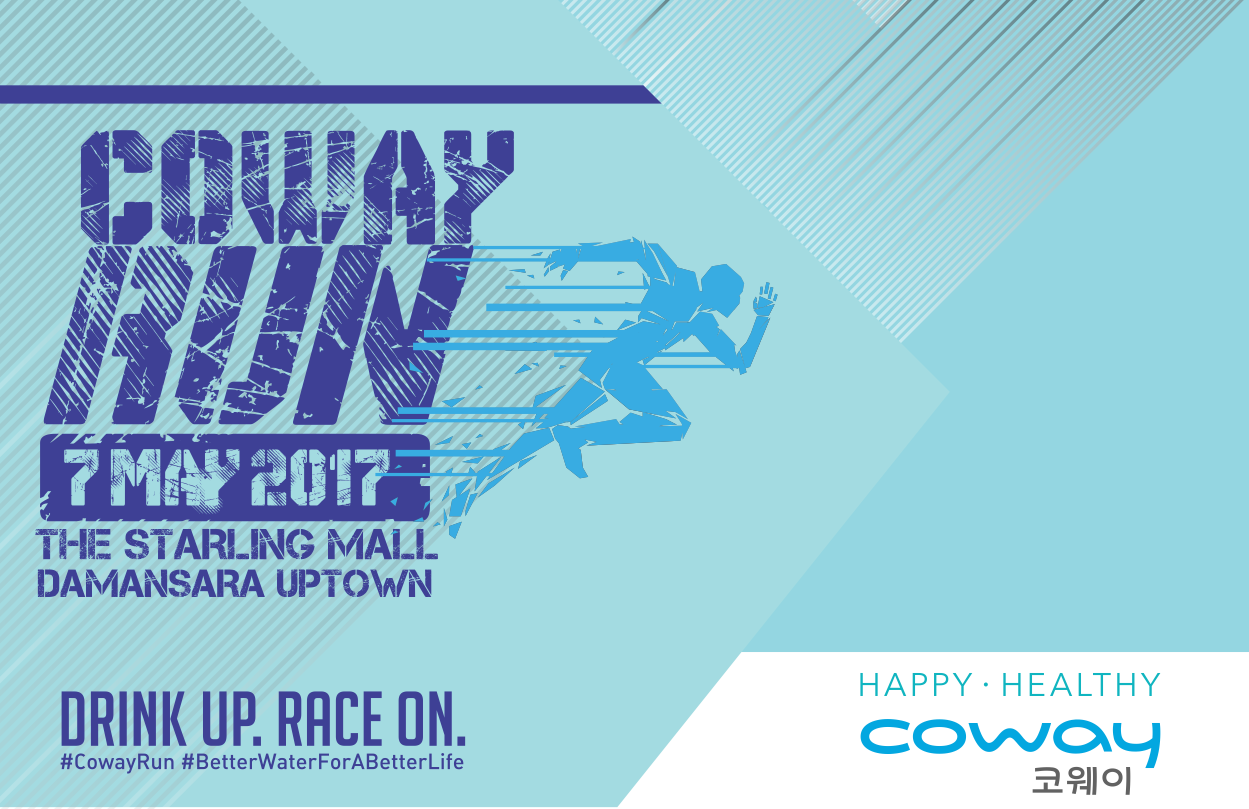 COWAY
RUN
7 MAY 2017
THE STARLING MALL
DAMANSARA UPTOWN
DRINK UP. RACE ON.
#CowayRun #BetterWaterForABetterLife
HAPPY · HEALTHY
coway
코웨이